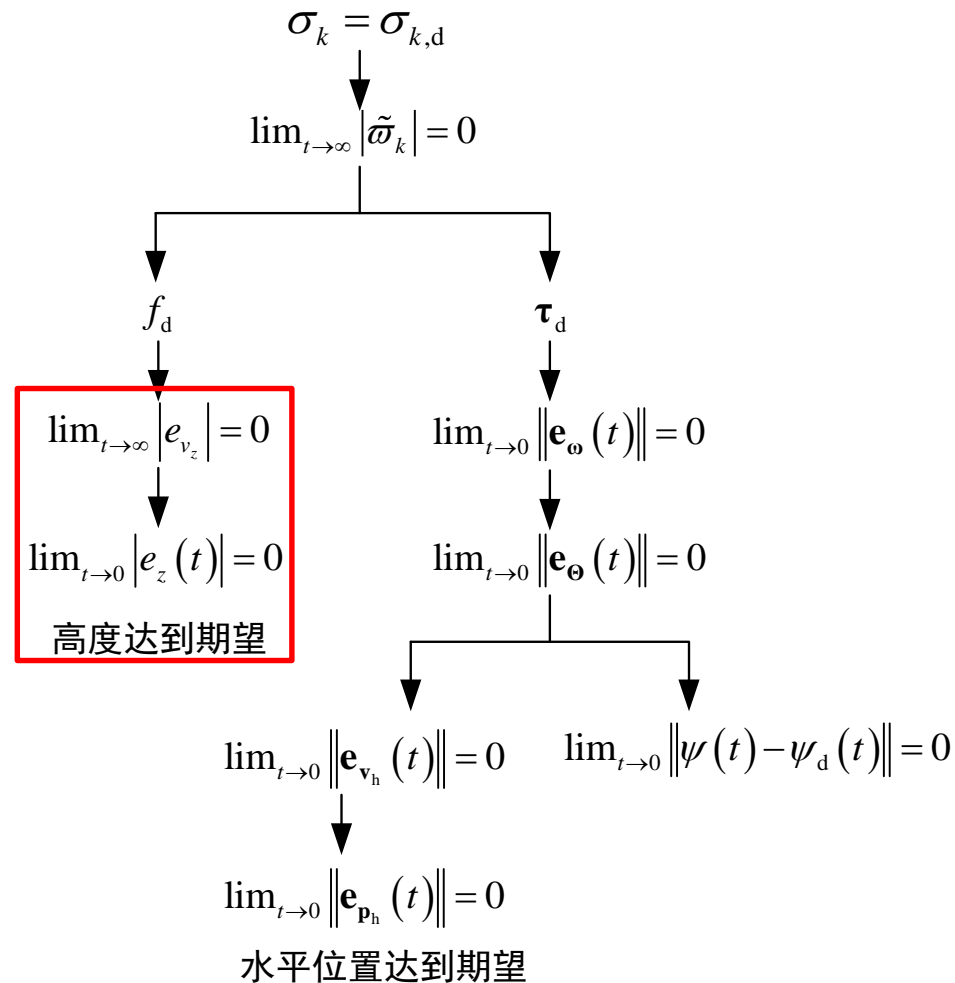 σ_k = σ_{k,d}
lim_{t→∞} |ϖ̃_k| = 0
f_d
τ_d
lim_{t→∞} |e_{v_z}| = 0
lim_{t→0} ‖e_ω(t)‖ = 0
lim_{t→0} |e_z(t)| = 0
lim_{t→0} ‖e_Θ(t)‖ = 0
高度达到期望
lim_{t→0} ‖e_{v_h}(t)‖ = 0
lim_{t→0} ‖ψ(t) − ψ_d(t)‖ = 0
lim_{t→0} ‖e_{p_h}(t)‖ = 0
水平位置达到期望